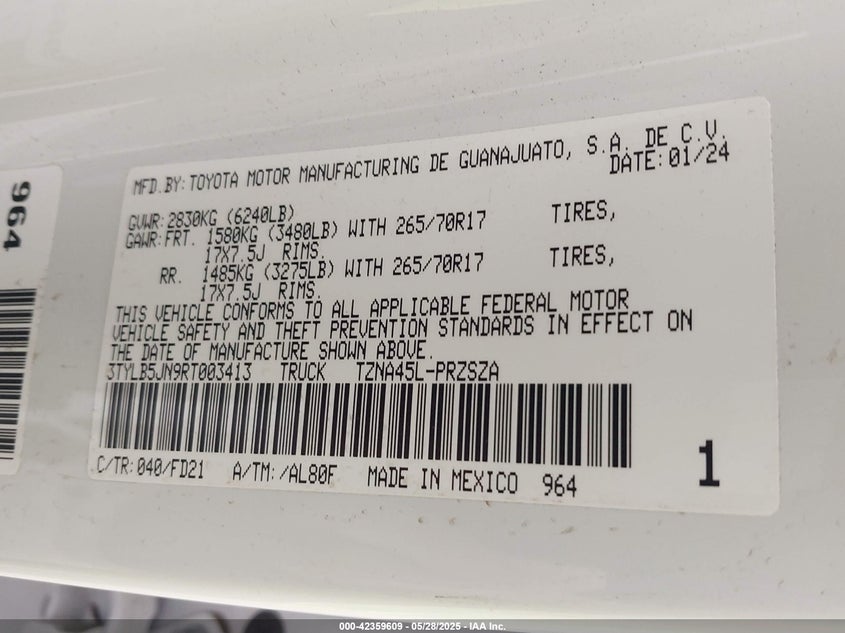 964
MFD.BY:TOYOTA MOTOR MANUFACTURING DE GUANAJUATO, S.A. DE C.V.
DATE:01/24
GVWR:2830KG (6240LB)
GAWR:FRT. 1580KG (3480LB) WITH 265/70R17 TIRES,
17X7.5J RIMS.
RR. 1485KG (3275LB) WITH 265/70R17 TIRES,
17X7.5J RIMS.
THIS VEHICLE CONFORMS TO ALL APPLICABLE FEDERAL MOTOR
VEHICLE SAFETY AND THEFT PREVENTION STANDARDS IN EFFECT ON
THE DATE OF MANUFACTURE SHOWN ABOVE.
3TYLB5JN9RT003413 TRUCK TZNA45L-PRZSZA
C/TR:040/FD21 A/TM:/AL80F MADE IN MEXICO 964
1
000-42359609 - 05/28/2025 - IAA Inc.